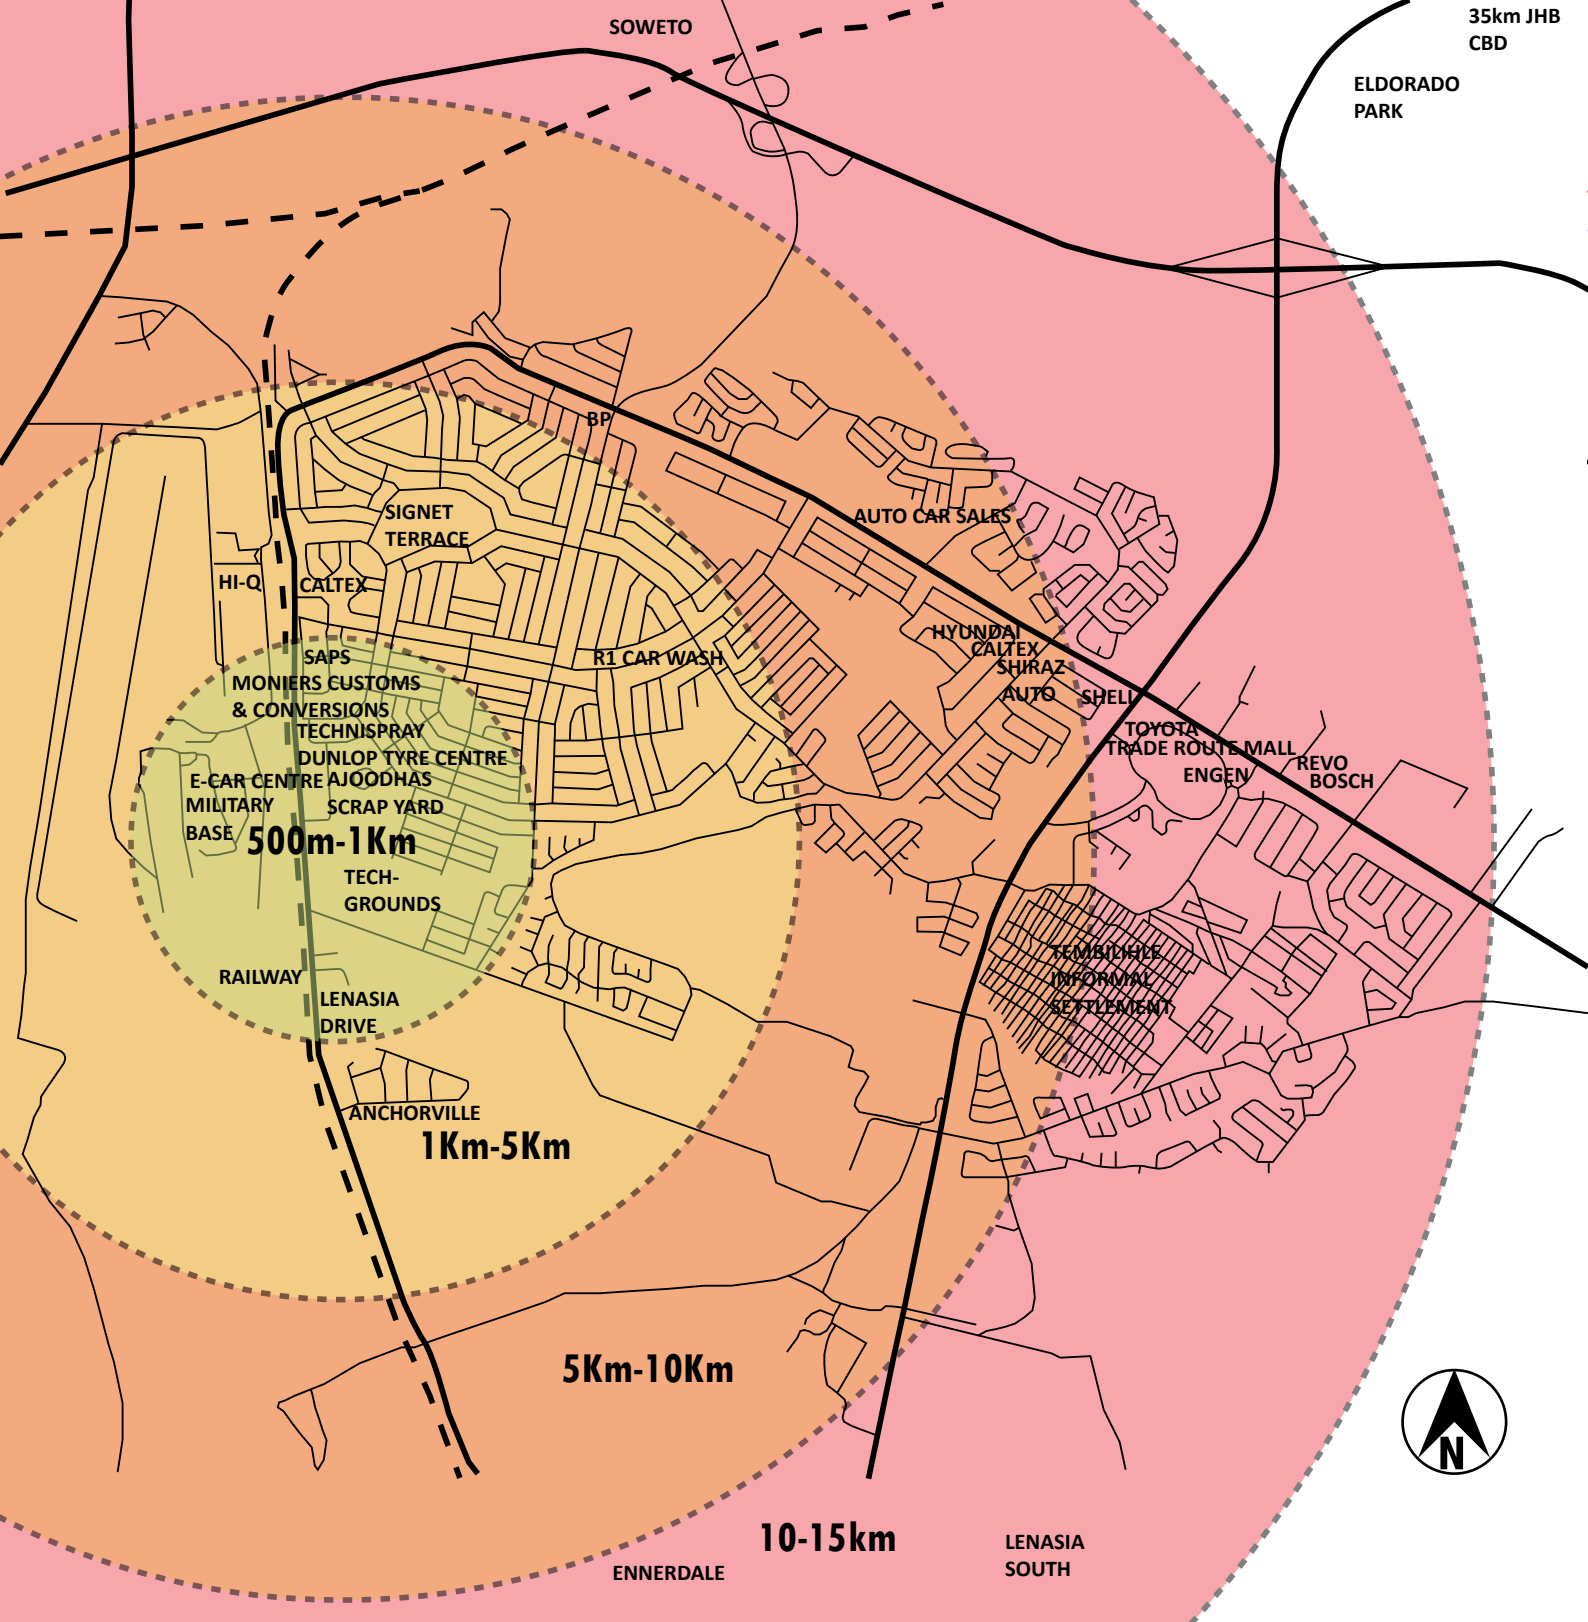 35km JHB
CBD
SOWETO
ELDORADO
PARK
BP
SIGNET
TERRACE
AUTO CAR SALES
HI-Q
CALTEX
HYUNDAI
CALTEX
SHIRAZ
AUTO
SHELL
SAPS
R1 CAR WASH
MONIERS CUSTOMS
& CONVERSIONS
TECHNISPRAY
DUNLOP TYRE CENTRE
E-CAR CENTRE
AJOODHAS
SCRAP YARD
MILITARY
BASE
500m-1Km
TOYOTA
TRADE ROUTE MALL
ENGEN
REVO
BOSCH
TECH-
GROUNDS
TEMBILIHLE
INFORMAL
SETTLEMENT
RAILWAY
LENASIA
DRIVE
ANCHORVILLE
1Km-5Km
5Km-10Km
N
10-15km
LENASIA
SOUTH
ENNERDALE